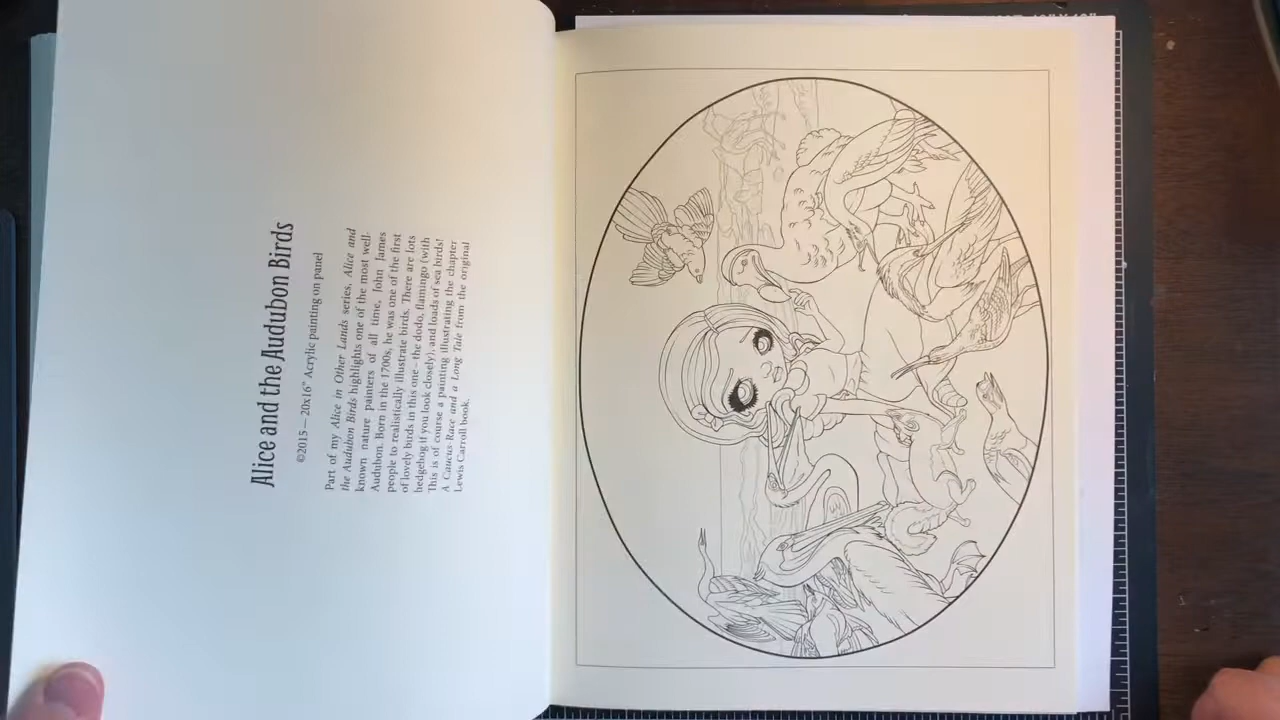 Alice and the Audubon Birds
©2015 — 20x16" Acrylic painting on panel
Part of my Alice in Other Lands series, Alice and
the Audubon Birds highlights one of the most well-
known nature painters of all time, John James
Audubon. Born in the 1700s, he was one of the first
people to realistically illustrate birds. There are lots
of lovely birds in this one—the dodo, flamingo (with
hedgehog if you look closely), and loads of sea birds!
This is of course a painting illustrating the chapter
A Caucus-Race and a Long Tale from the original
Lewis Carroll book.